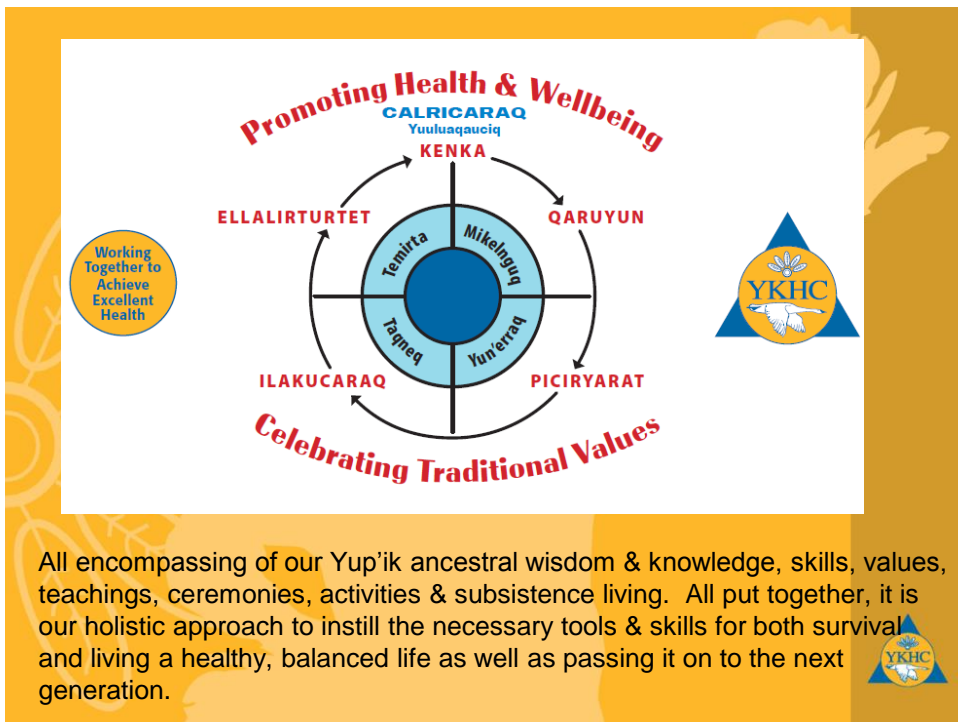 Promoting Health & Wellbeing
CALRICARAQ
Yuuluaqauciq
KENKA
ELLALIRTURTET
QARUYUN
Temirta
Mikelnguq
Working
Together to
Achieve
Excellent
Health
YKHC
Taqneq
Yun'erraq
ILAKUCARAQ
PICIRYARAT
Celebrating Traditional Values
All encompassing of our Yup’ik ancestral wisdom & knowledge, skills, values,
teachings, ceremonies, activities & subsistence living.  All put together, it is
our holistic approach to instill the necessary tools & skills for both survival
and living a healthy, balanced life as well as passing it on to the next
generation.
YKHC